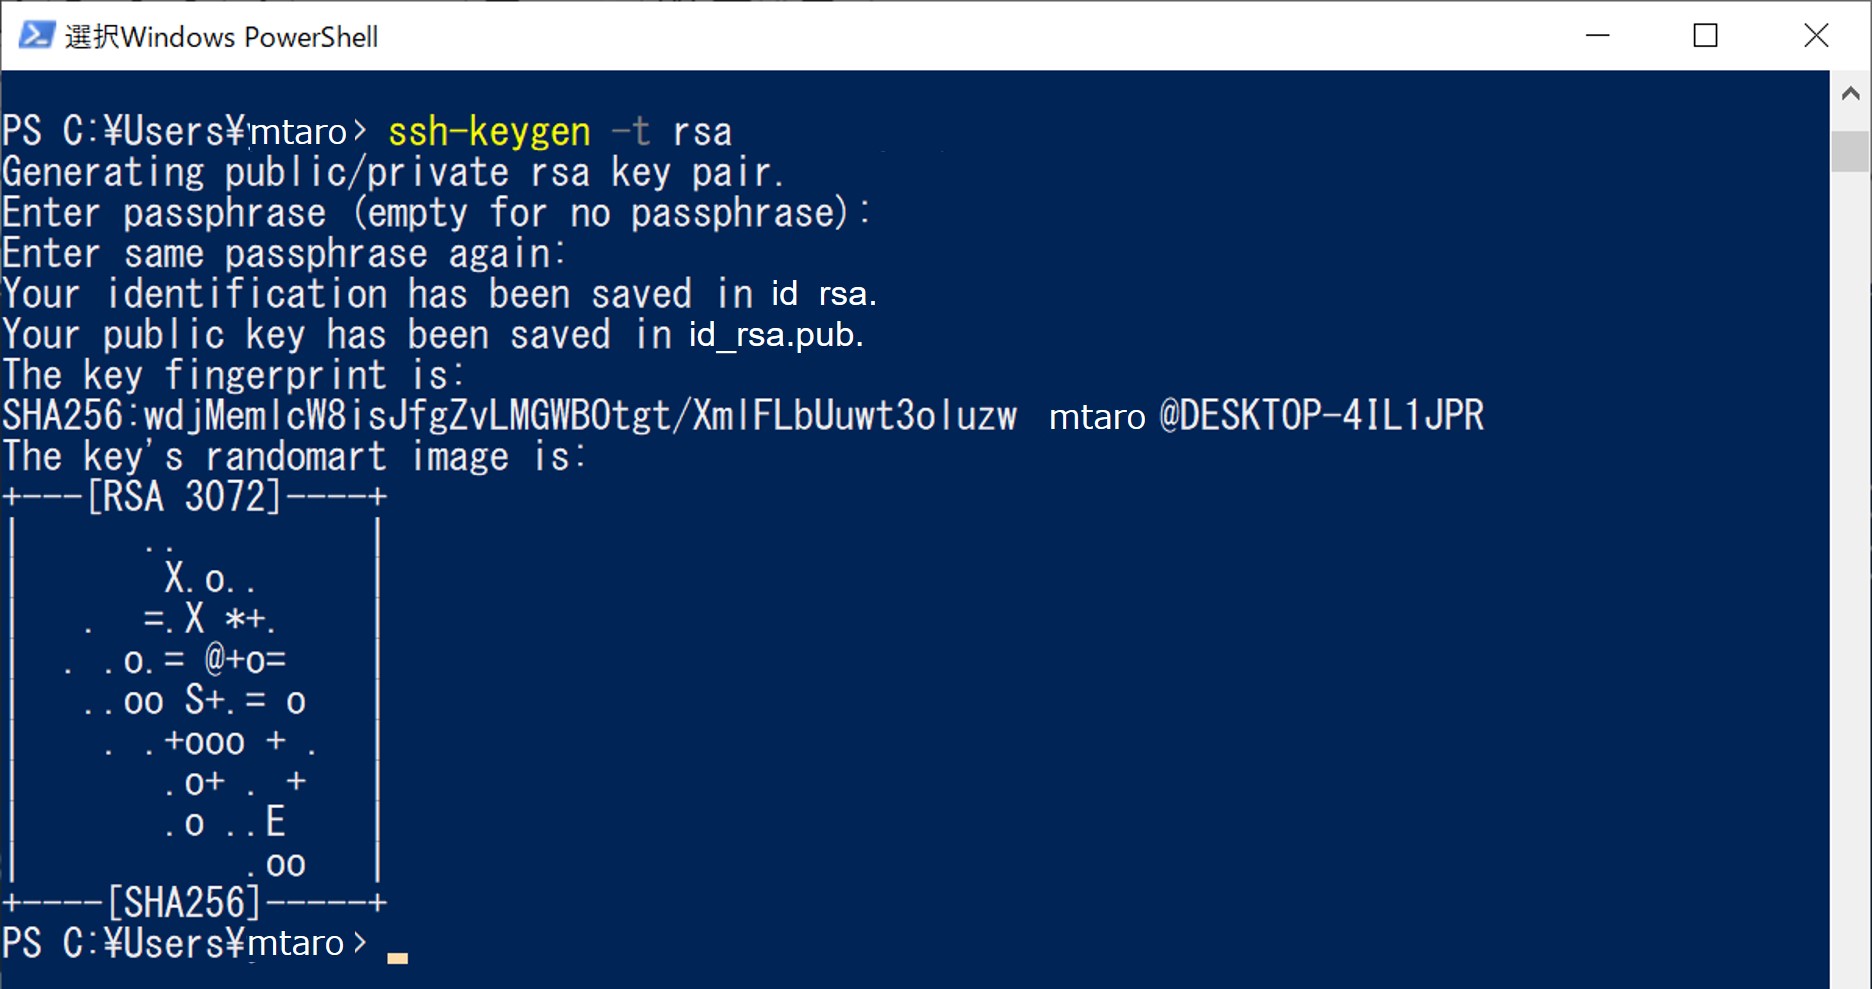 選択Windows PowerShell
PS C:¥Users¥mtaro> ssh-keygen -t rsa
Generating public/private rsa key pair.
Enter passphrase (empty for no passphrase):
Enter same passphrase again:
Your identification has been saved in id rsa.
Your public key has been saved in id_rsa.pub.
The key fingerprint is:
SHA256:wdjMemlcW8isJfgZvLMGWBOtgt/XmlFLbUuwt3oluzw mtaro @DESKTOP-4IL1JPR
The key's randomart image is:
+---[RSA 3072]----+
|      ..         |
|       X.o..     |
|   .  =.X *+.    |
|  . .o.= @+o=    |
|   ..oo S+.= o   |
|    . .+ooo + .  |
|       .o+ . +   |
|       .o ..E    |
|           .oo   |
+----[SHA256]-----+
PS C:¥Users¥mtaro>